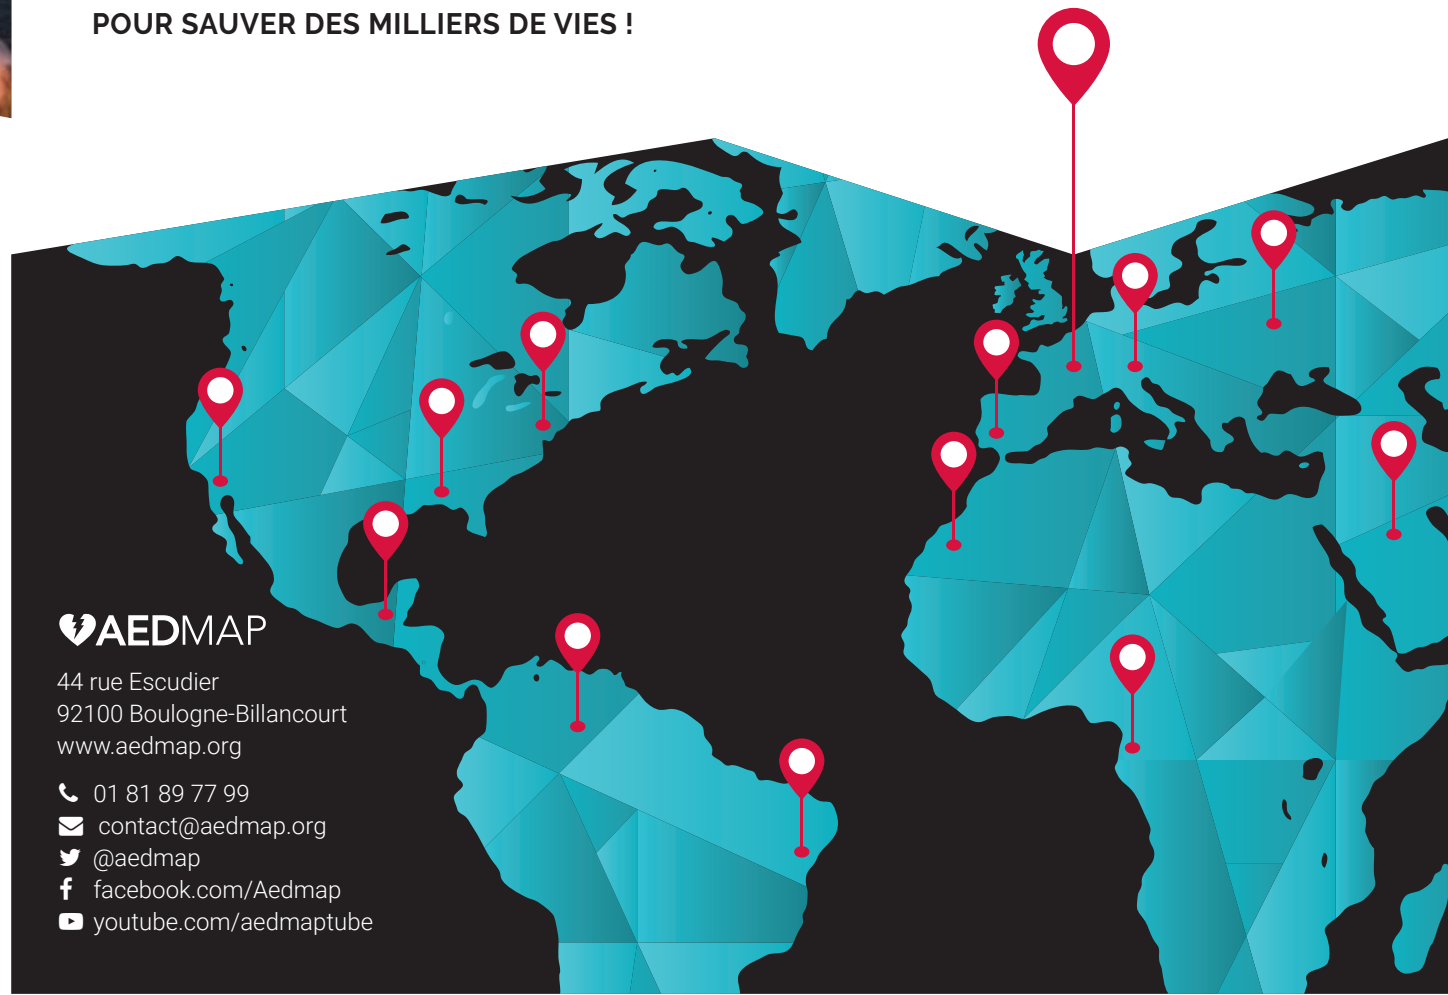 POUR SAUVER DES MILLIERS DE VIES !
AEDMAP
44 rue Escudier
92100 Boulogne-Billancourt
www.aedmap.org
01 81 89 77 99
contact@aedmap.org
@aedmap
facebook.com/Aedmap
youtube.com/aedmaptube